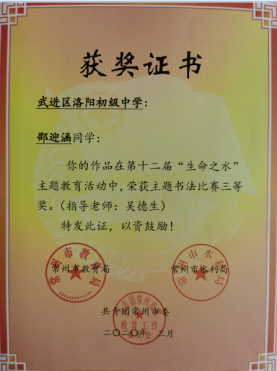 获奖证书
武进区洛阳初级中学：
邵迎涵同学：
你的作品在第十二届“生命之水”
主题教育活动中，荣获主题书法比赛三等
奖。（指导老师：吴德生）
特发此证，以资鼓励！
常州市教育局 常州市水利局
共青团常州市委
二〇二〇年 三月